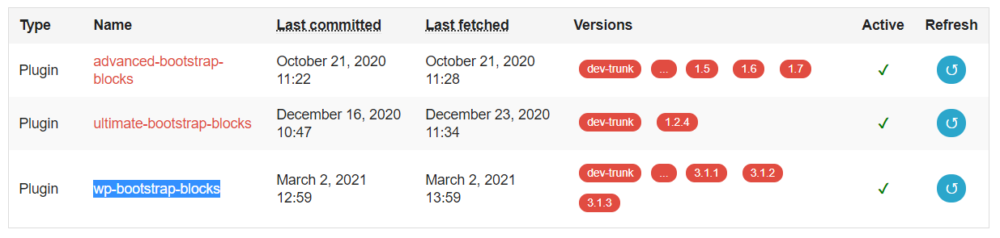 Type Name Last committed Last fetched Versions Active Refresh
Plugin advanced-bootstrap-blocks October 21, 2020 11:22 October 21, 2020 11:28 dev-trunk ... 1.5 1.6 1.7
Plugin ultimate-bootstrap-blocks December 16, 2020 10:47 December 23, 2020 11:34 dev-trunk 1.2.4
Plugin wp-bootstrap-blocks March 2, 2021 12:59 March 2, 2021 13:59 dev-trunk ... 3.1.1 3.1.2 3.1.3